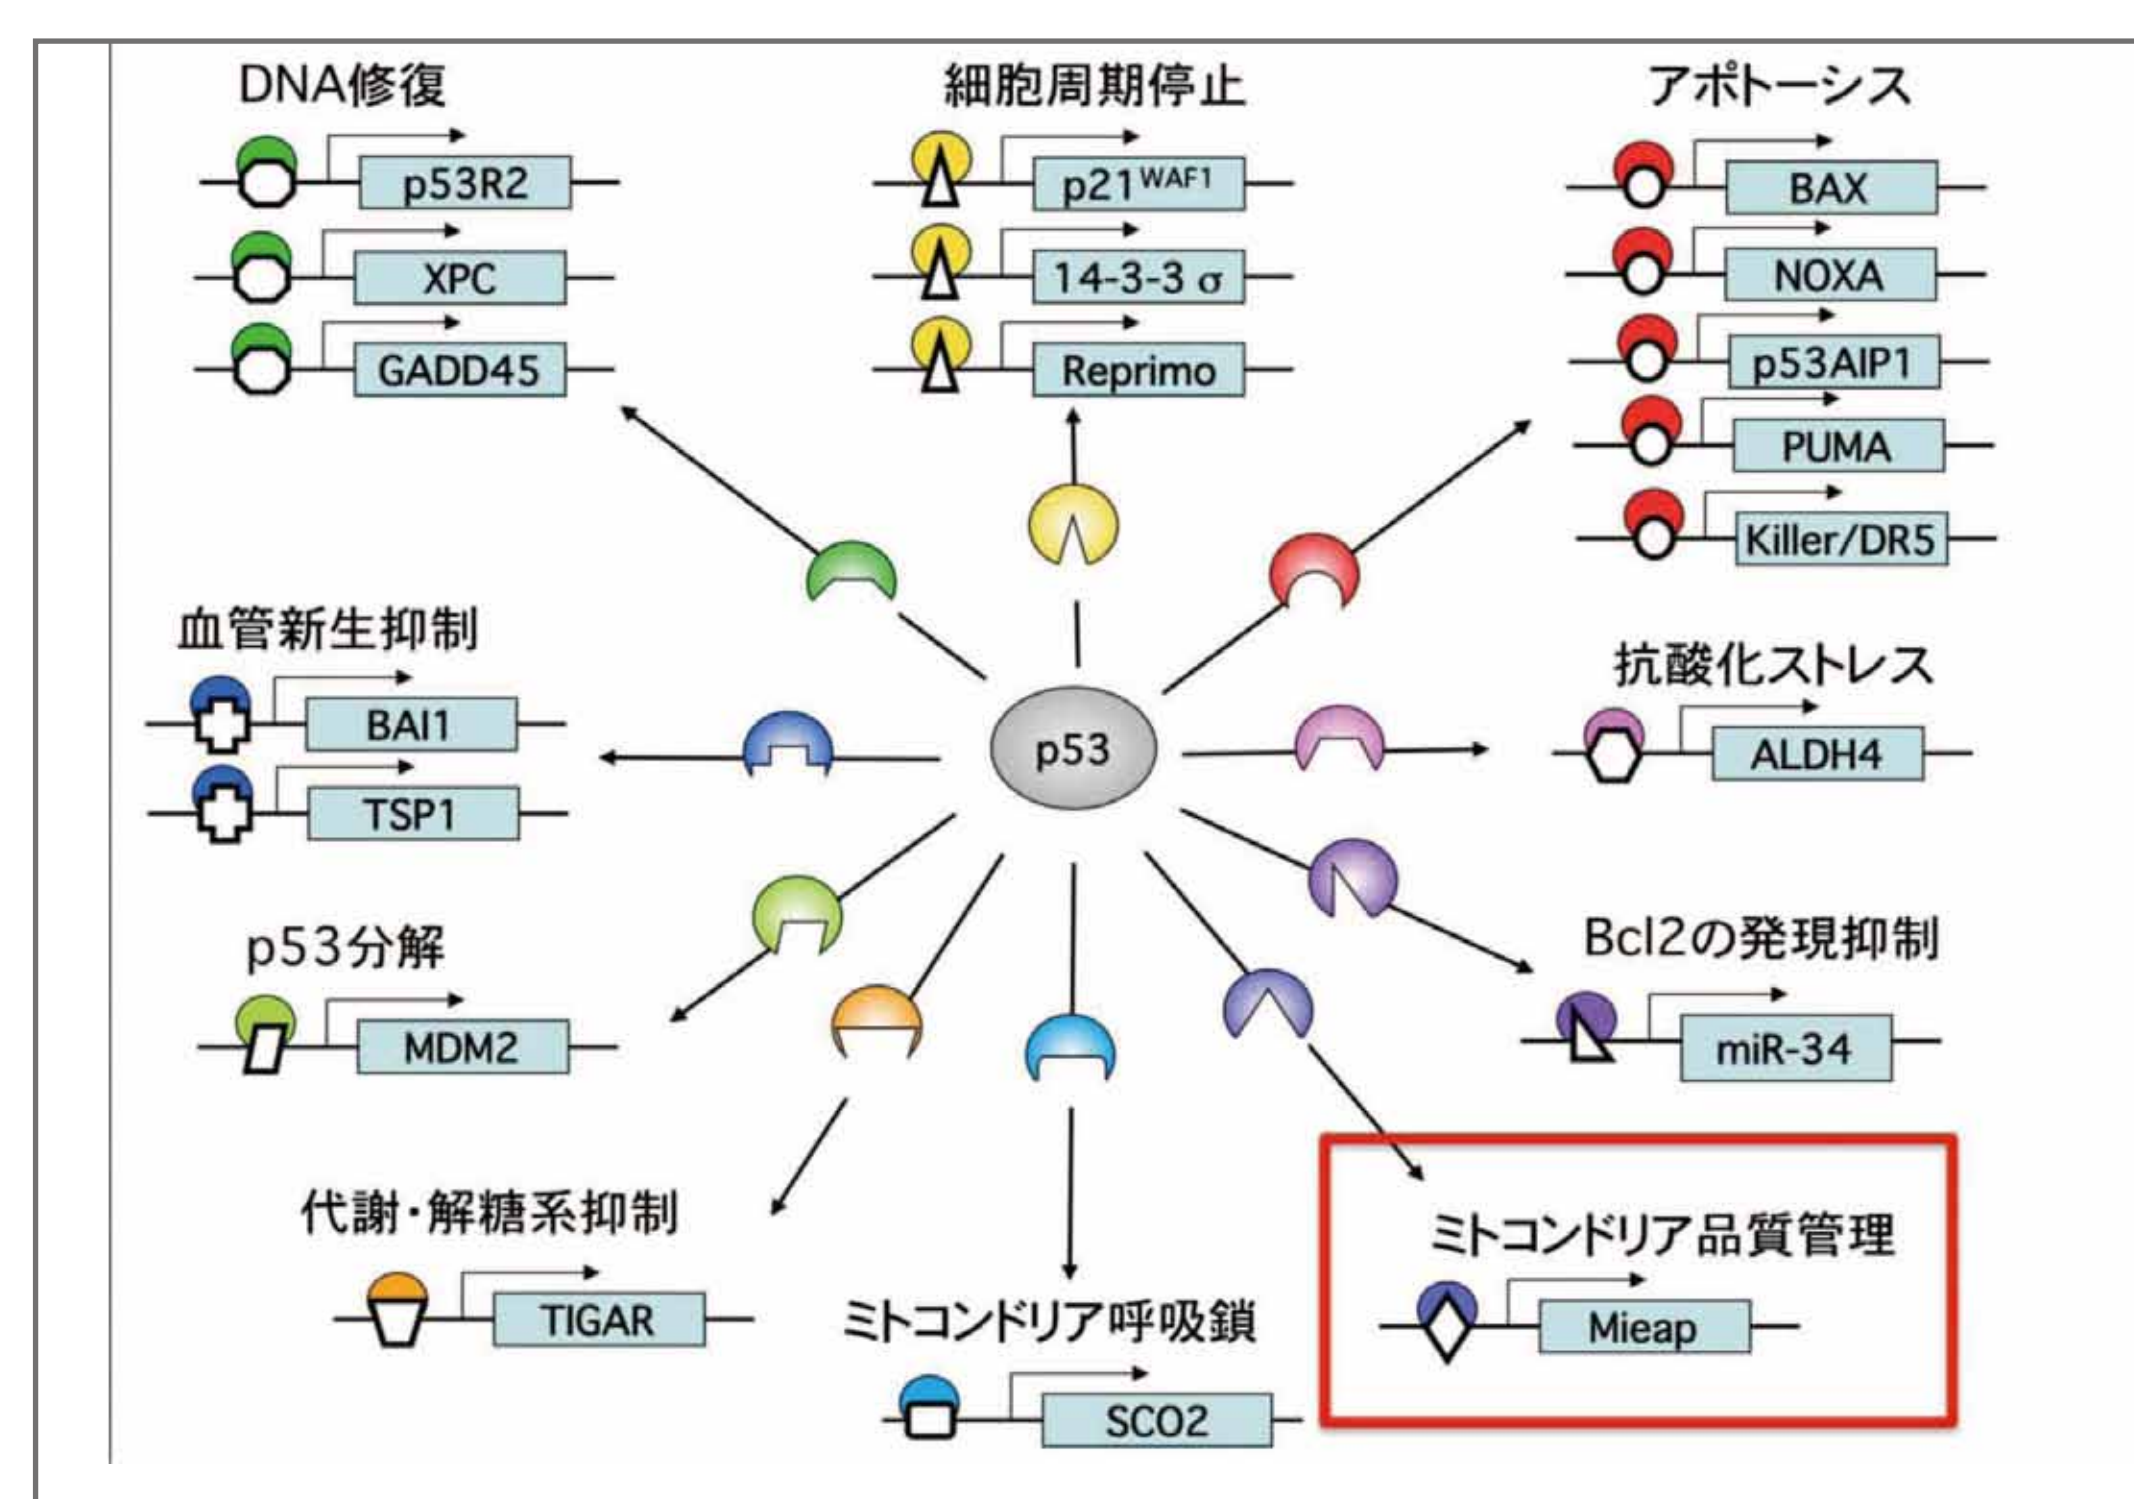 DNA修復
p53R2
XPC
GADD45
細胞周期停止
p21WAF1
14-3-3 σ
Reprimo
アポトーシス
BAX
NOXA
p53AIP1
PUMA
Killer/DR5
血管新生抑制
BAI1
TSP1
p53
抗酸化ストレス
ALDH4
p53分解
MDM2
Bcl2の発現抑制
miR-34
代謝・解糖系抑制
TIGAR
ミトコンドリア呼吸鎖
SCO2
ミトコンドリア品質管理
Mieap